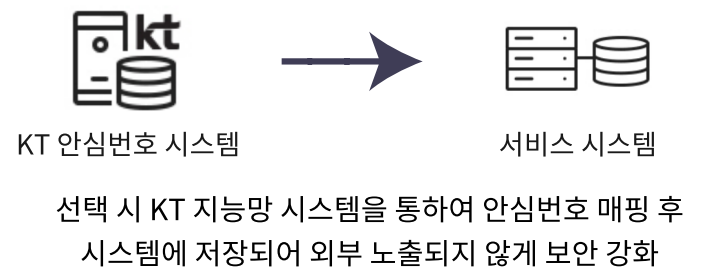 kt
KT 안심번호 시스템
서비스 시스템
선택 시 KT 지능망 시스템을 통하여 안심번호 매핑 후
시스템에 저장되어 외부 노출되지 않게 보안 강화